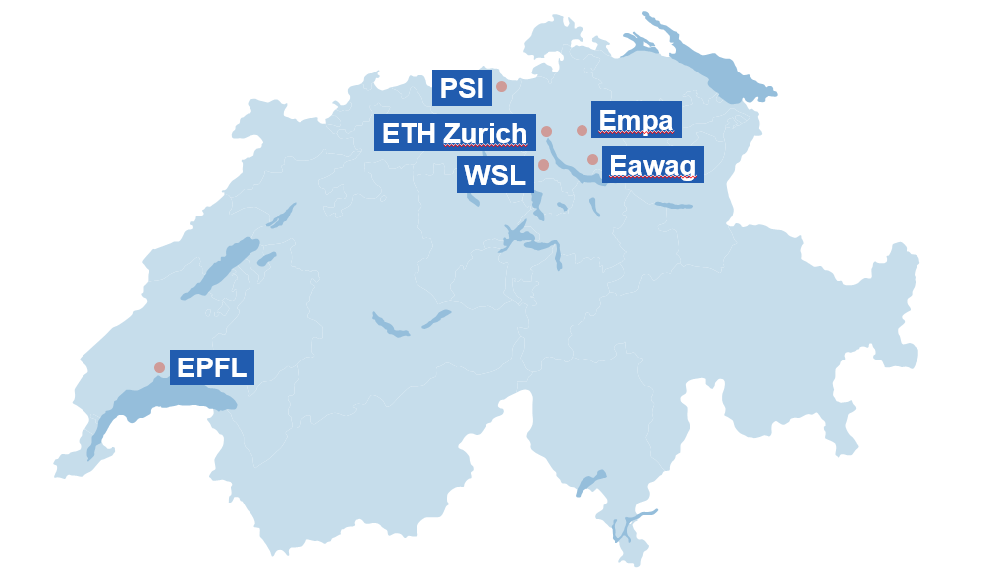 PSI
Empa
ETH Zurich
Eawag
WSL
EPFL